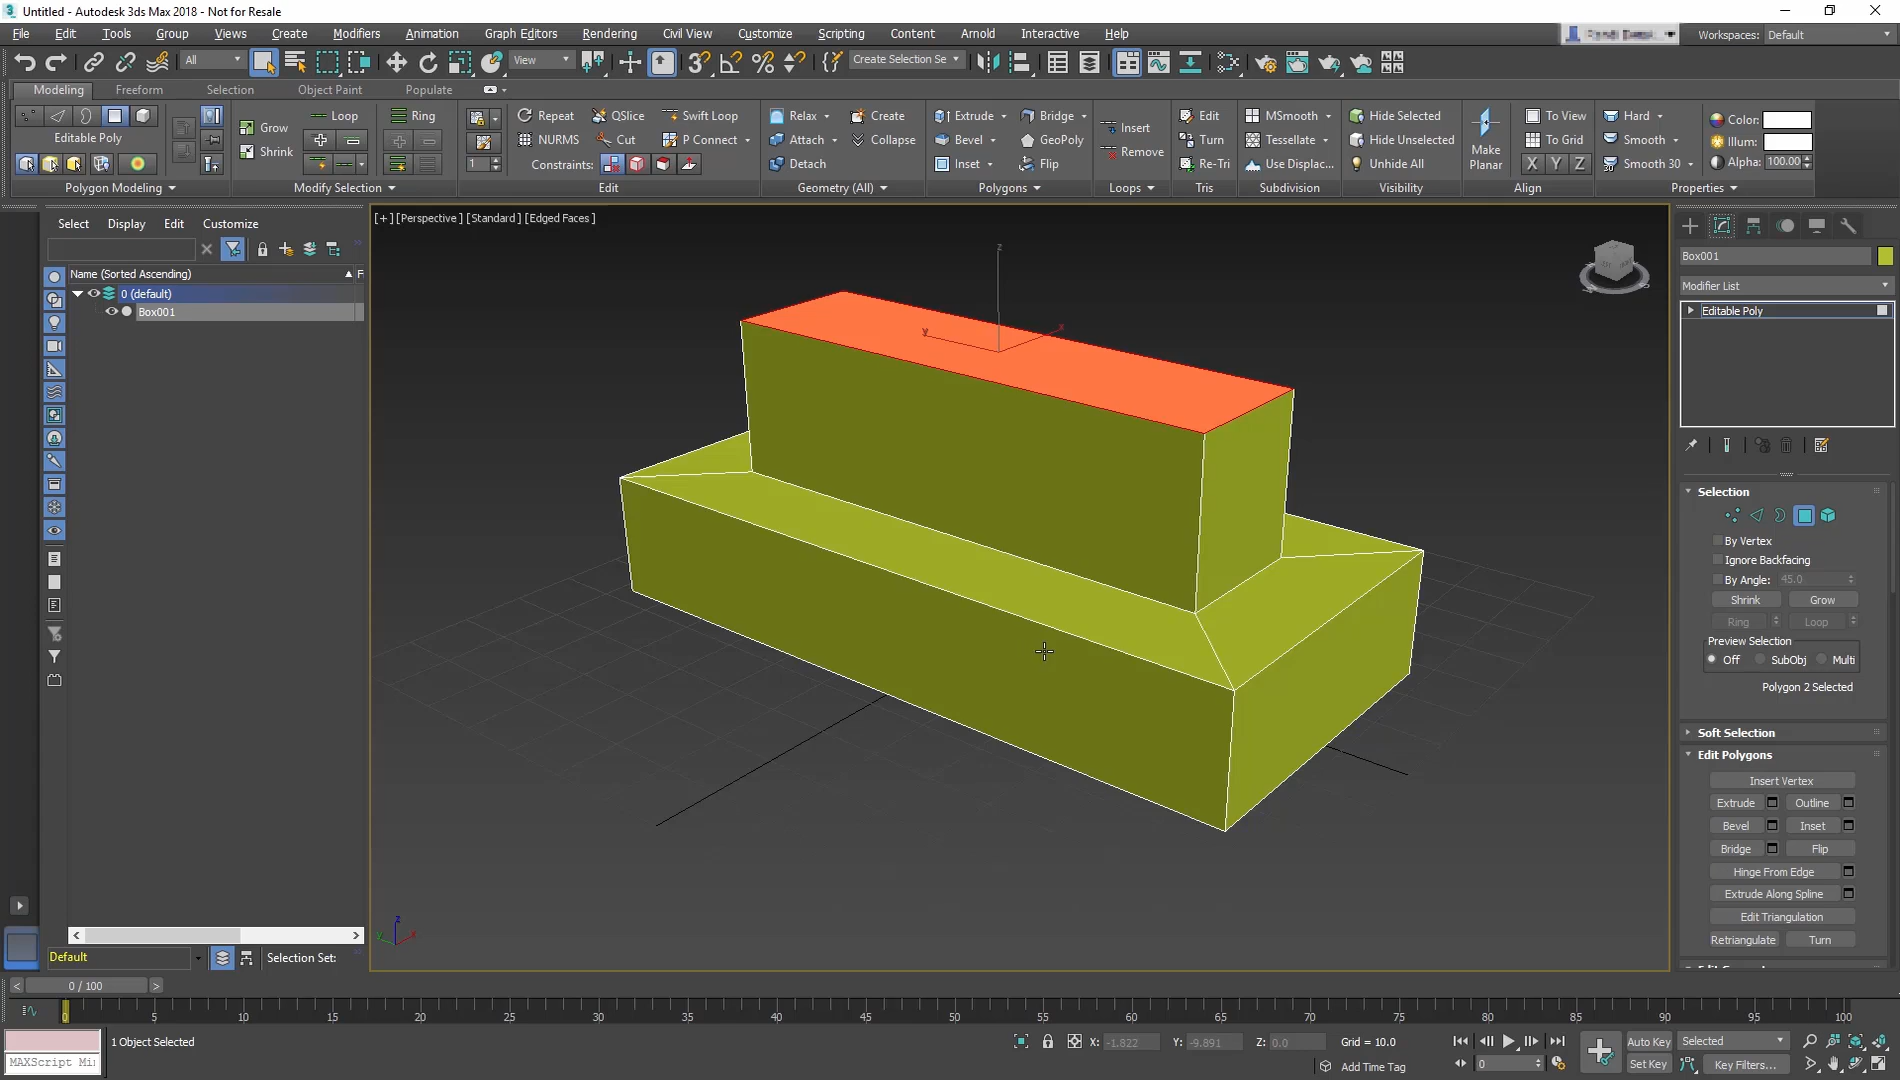 Untitled - Autodesk 3ds Max 2018 - Not for Resale
File Edit Tools Group Views Create Modifiers Animation Graph Editors Rendering Civil View Customize Scripting Content Arnold Interactive Help Workspaces: Default
All View Create Selection Se
Modeling Freeform Selection Object Paint Populate
Grow Loop Ring Repeat QSlice Swift Loop Relax Create Extrude Bridge Insert Edit MSmooth Hide Selected To View Hard Color:
Editable Poly Shrink NURMS Cut P Connect Attach Collapse Bevel GeoPoly Remove Turn Tessellate Hide Unselected Make Planar To Grid Smooth Illum:
1 Constraints: Detach Inset Flip Re-Tri Use Displac... Unhide All X Y Z Smooth 30 Alpha: 100.00
Polygon Modeling Modify Selection Edit Geometry (All) Polygons Loops Tris Subdivision Visibility Align Properties
Select Display Edit Customize
Name (Sorted Ascending) F
0 (default)
Box001
[+] [Perspective] [Standard] [Edged Faces]
z
y x
z
y x
Box001
Modifier List
Editable Poly
Selection
By Vertex
Ignore Backfacing
By Angle: 45.0
Shrink Grow
Ring Loop
Preview Selection
Off SubObj Multi
Polygon 2 Selected
Soft Selection
Edit Polygons
Insert Vertex
Extrude Outline
Bevel Inset
Bridge Flip
Hinge From Edge
Extrude Along Spline
Edit Triangulation
Retriangulate Turn
Default Selection Set:
< 0 / 100 >
0 5 10 15 20 25 30 35 40 45 50 55 60 65 70 75 80 85 90 95 100
1 Object Selected X: -1.822 Y: -9.891 Z: 0.0 Grid = 10.0 Auto Key Selected
MAXScript Mi Add Time Tag 0 Set Key Key Filters...